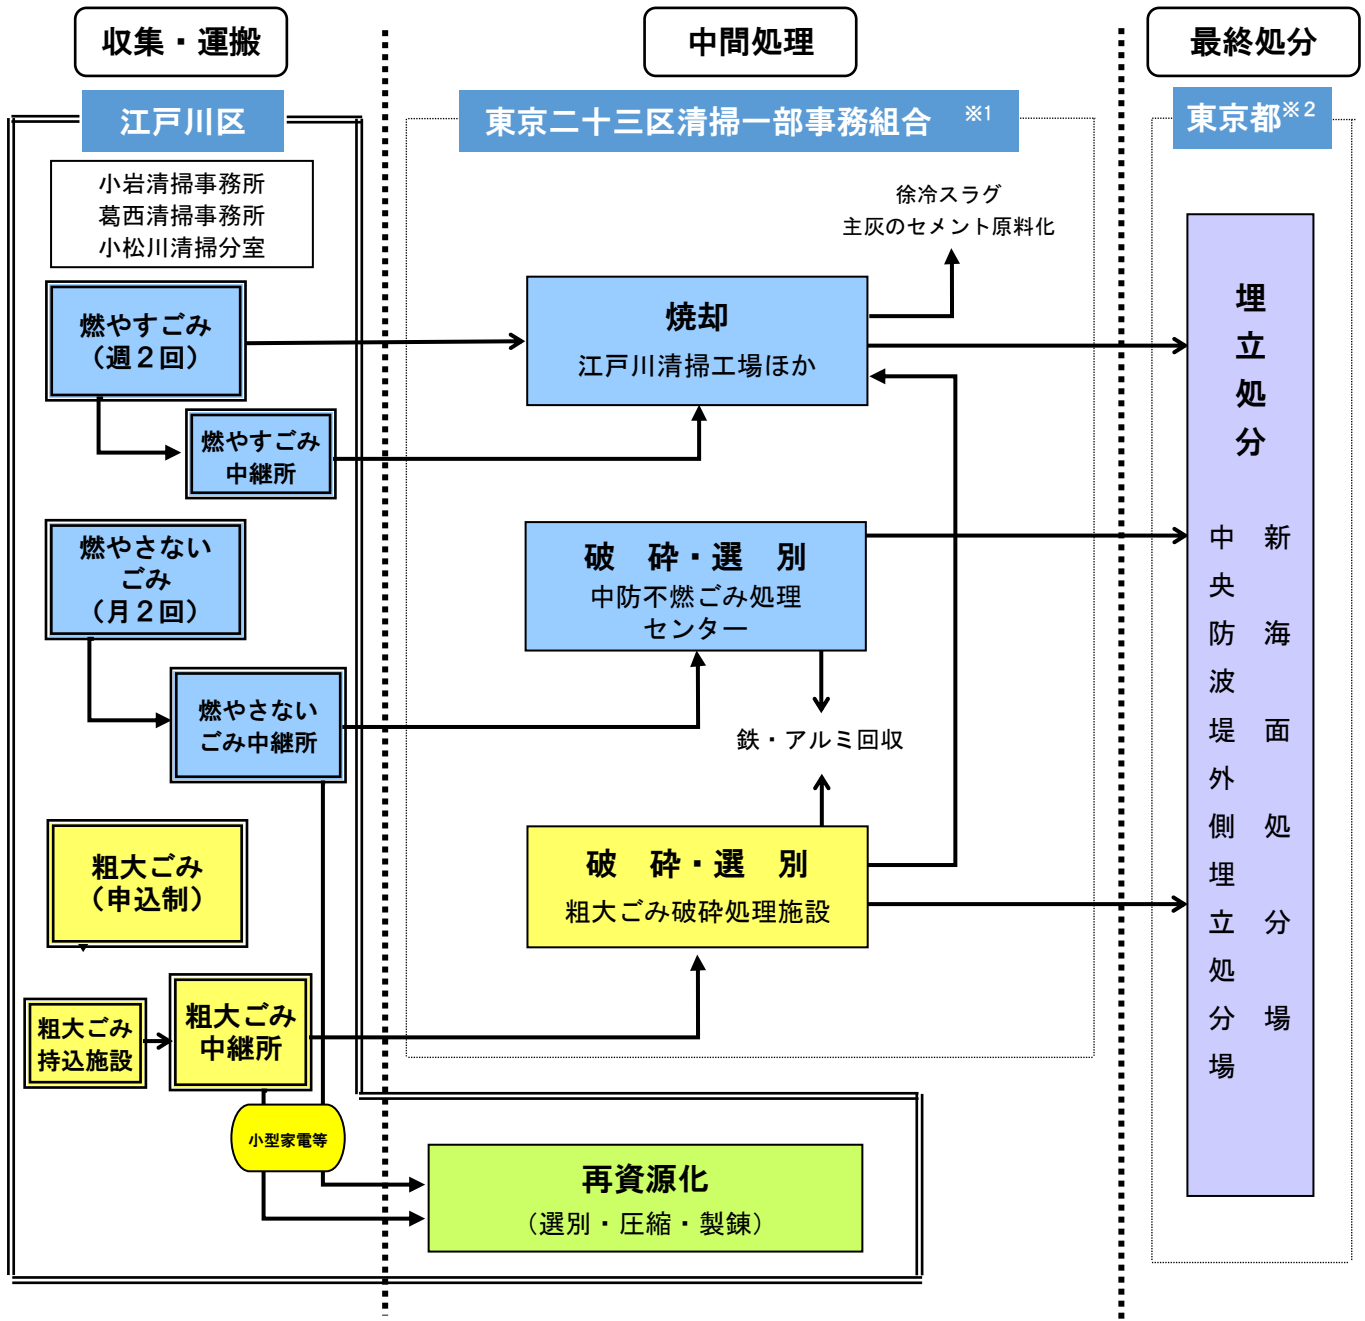 収集・運搬
中間処理
最終処分
江戸川区
東京二十三区清掃一部事務組合 ※1
東京都※2
小岩清掃事務所
葛西清掃事務所
小松川清掃分室
徐冷スラグ
主灰のセメント原料化
燃やすごみ
（週２回）
焼却
江戸川清掃工場ほか
燃やすごみ
中継所
燃やさない
ごみ
（月２回）
破 砕・選 別
中防不燃ごみ処理
センター
燃やさない
ごみ中継所
鉄・アルミ回収
粗大ごみ
（申込制）
破 砕・選 別
粗大ごみ破砕処理施設
粗大ごみ
持込施設
粗大ごみ
中継所
小型家電等
再資源化
（選別・圧縮・製錬）
埋立処分
新海面処分場
中央防波堤外側埋立処分場